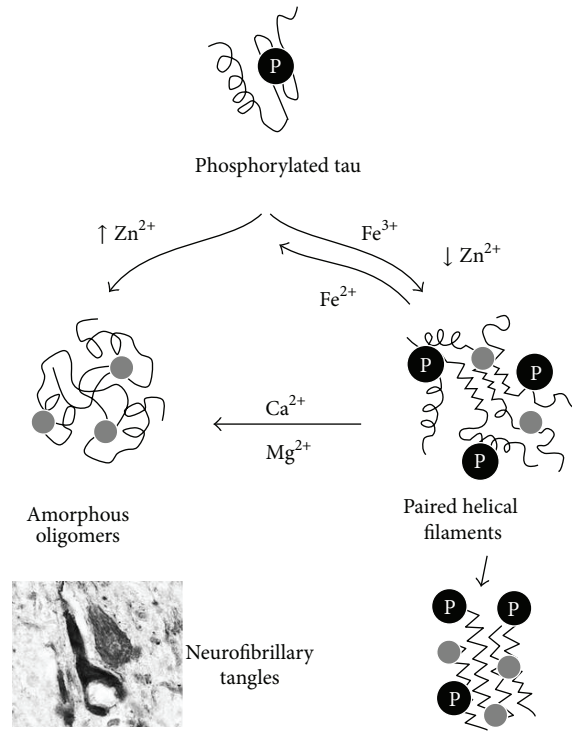 P
Phosphorylated tau
↑ Zn²⁺
Fe³⁺
↓ Zn²⁺
Fe²⁺
P
P
Ca²⁺
Mg²⁺
P
Amorphous
oligomers
Paired helical
filaments
P
P
Neurofibrillary
tangles
P